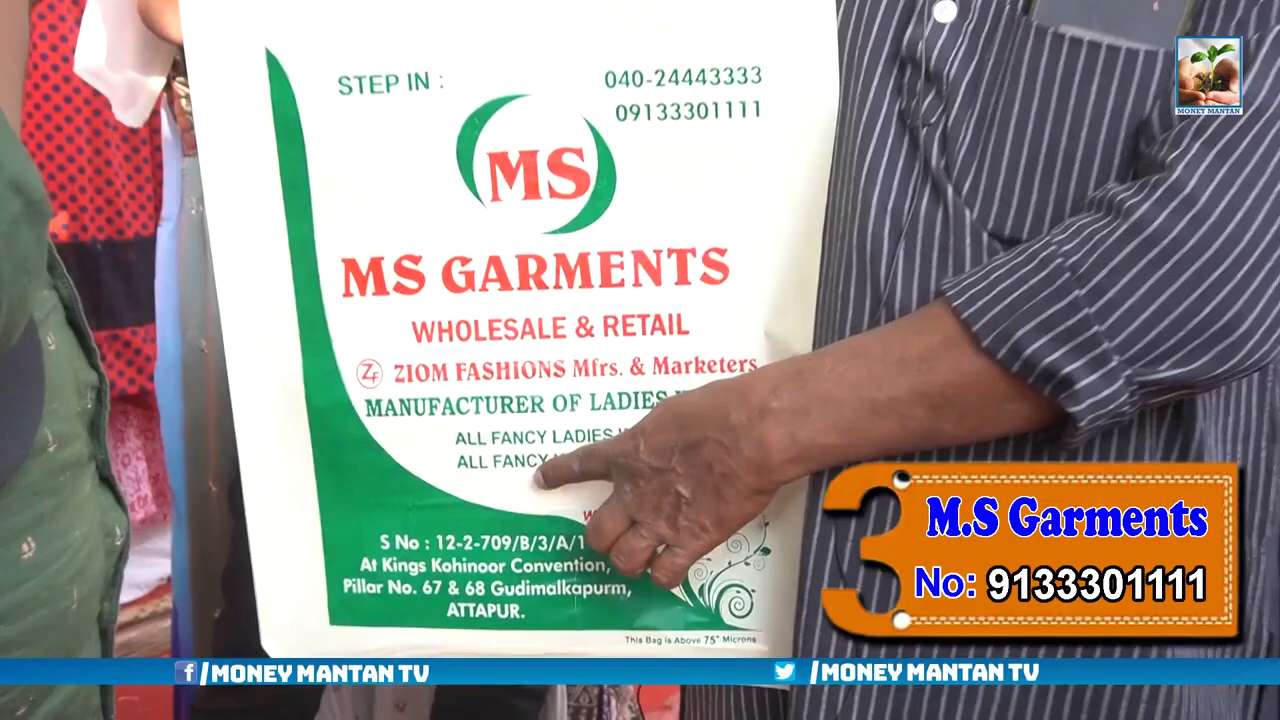 STEP IN :
040-24443333
09133301111
MS
MS GARMENTS
WHOLESALE & RETAIL
Zf ZIOM FASHIONS Mfrs. & Marketers
MANUFACTURER OF LADIES
ALL FANCY LADIES
ALL FANCY
S No : 12-2-709/B/3/A/1
At Kings Kohinoor Convention,
Pillar No. 67 & 68 Gudimalkapurm,
ATTAPUR.
This Bag is Above 75" Microns
MONEY MANTAN
M.S Garments
No: 9133301111
f /MONEY MANTAN TV
/MONEY MANTAN TV